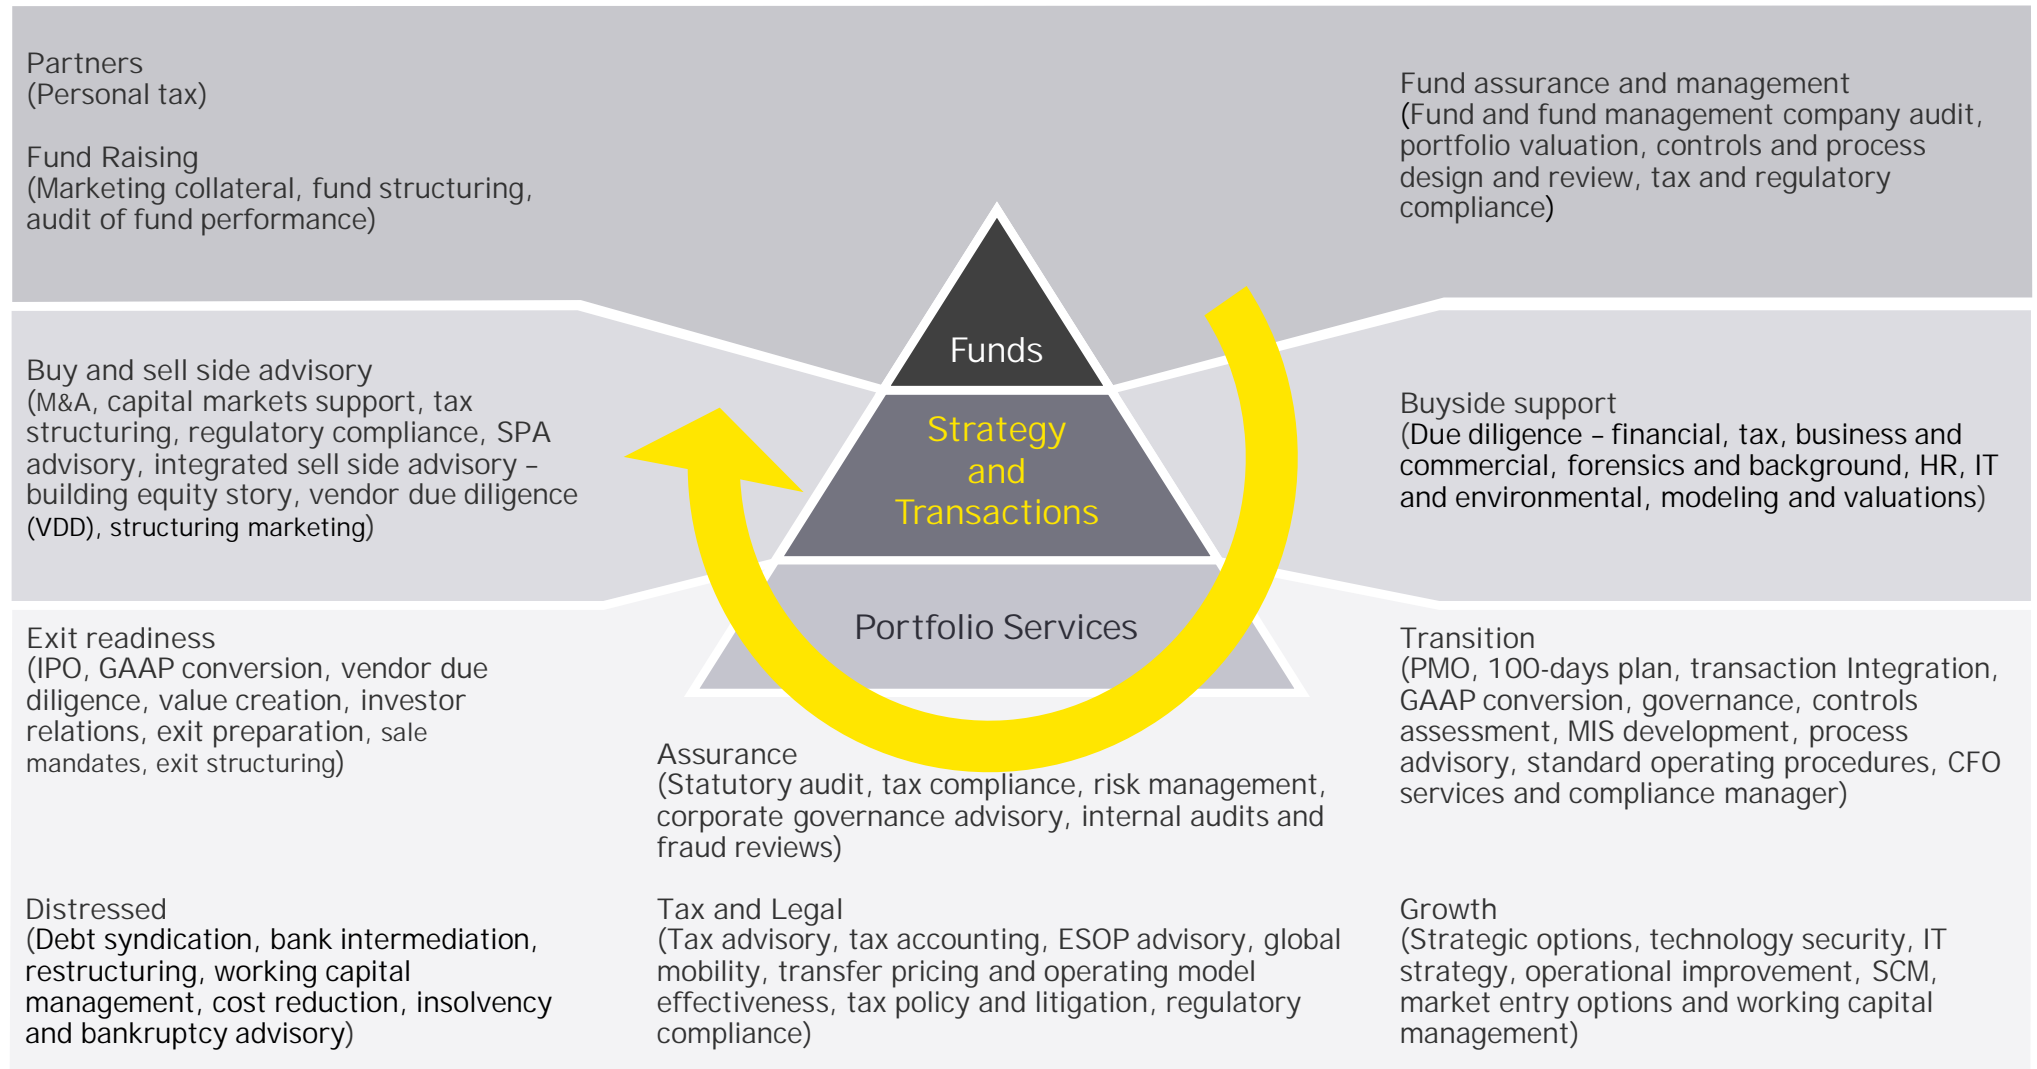 Partners
(Personal tax)
Fund Raising
(Marketing collateral, fund structuring,
audit of fund performance)
Fund assurance and management
(Fund and fund management company audit,
portfolio valuation, controls and process
design and review, tax and regulatory
compliance)
Funds
Buy and sell side advisory
(M&A, capital markets support, tax
structuring, regulatory compliance, SPA
advisory, integrated sell side advisory –
building equity story, vendor due diligence
(VDD), structuring marketing)
Strategy
and
Transactions
Buyside support
(Due diligence – financial, tax, business and
commercial, forensics and background, HR, IT
and environmental, modeling and valuations)
Portfolio Services
Exit readiness
(IPO, GAAP conversion, vendor due
diligence, value creation, investor
relations, exit preparation, sale
mandates, exit structuring)
Assurance
(Statutory audit, tax compliance, risk management,
corporate governance advisory, internal audits and
fraud reviews)
Transition
(PMO, 100-days plan, transaction Integration,
GAAP conversion, governance, controls
assessment, MIS development, process
advisory, standard operating procedures, CFO
services and compliance manager)
Distressed
(Debt syndication, bank intermediation,
restructuring, working capital
management, cost reduction, insolvency
and bankruptcy advisory)
Tax and Legal
(Tax advisory, tax accounting, ESOP advisory, global
mobility, transfer pricing and operating model
effectiveness, tax policy and litigation, regulatory
compliance)
Growth
(Strategic options, technology security, IT
strategy, operational improvement, SCM,
market entry options and working capital
management)